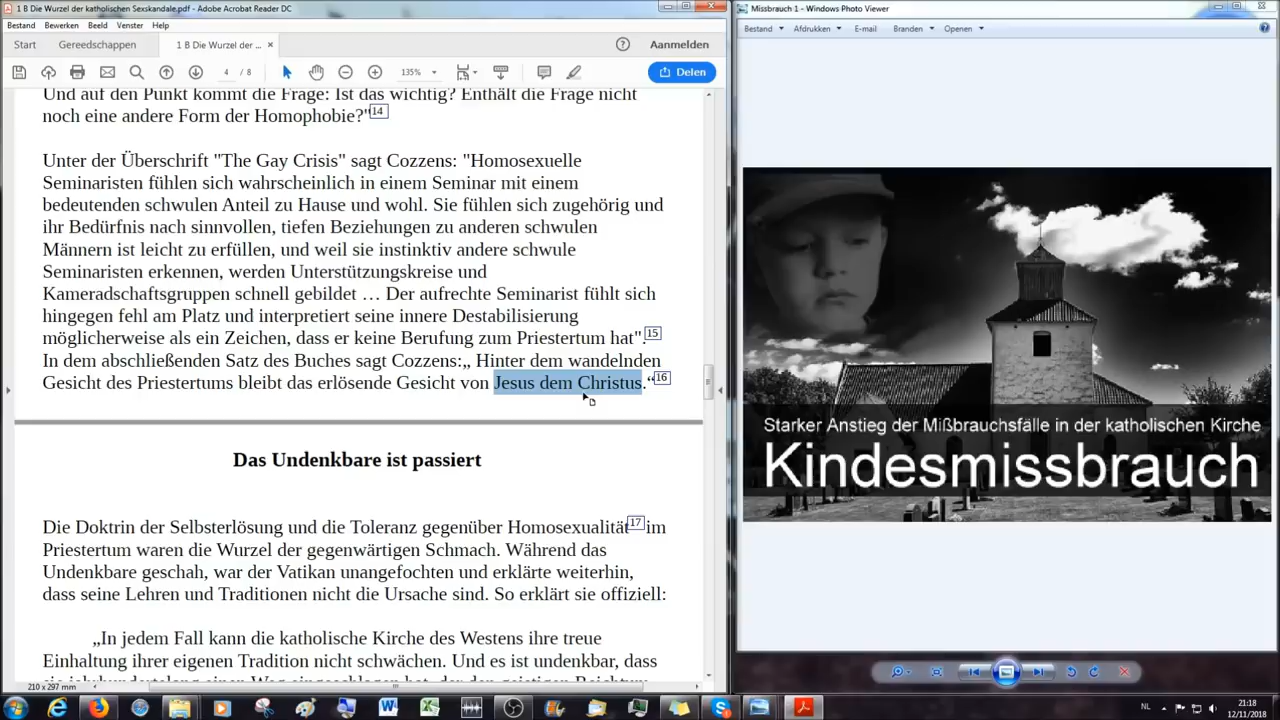 1 B Die Wurzel der katholischen Sexskandale.pdf - Adobe Acrobat Reader DC
Bestand Bewerken Beeld Venster Help
Start Gereedschappen 1 B Die Wurzel der ... × Aanmelden
4 / 8 135% Delen
Und auf den Punkt kommt die Frage: Ist das wichtig? Enthält die Frage nicht
noch eine andere Form der Homophobie?"14
Unter der Überschrift "The Gay Crisis" sagt Cozzens: "Homosexuelle
Seminaristen fühlen sich wahrscheinlich in einem Seminar mit einem
bedeutenden schwulen Anteil zu Hause und wohl. Sie fühlen sich zugehörig und
ihr Bedürfnis nach sinnvollen, tiefen Beziehungen zu anderen schwulen
Männern ist leicht zu erfüllen, und weil sie instinktiv andere schwule
Seminaristen erkennen, werden Unterstützungskreise und
Kameradschaftsgruppen schnell gebildet … Der aufrechte Seminarist fühlt sich
hingegen fehl am Platz und interpretiert seine innere Destabilisierung
möglicherweise als ein Zeichen, dass er keine Berufung zum Priestertum hat".15
In dem abschließenden Satz des Buches sagt Cozzens:„ Hinter dem wandelnden
Gesicht des Priestertums bleibt das erlösende Gesicht von Jesus dem Christus.“16
Das Undenkbare ist passiert
Die Doktrin der Selbsterlösung und die Toleranz gegenüber Homosexualität17 im
Priestertum waren die Wurzel der gegenwärtigen Schmach. Während das
Undenkbare geschah, war der Vatikan unangefochten und erklärte weiterhin,
dass seine Lehren und Traditionen nicht die Ursache sind. So erklärt sie offiziell:
„In jedem Fall kann die katholische Kirche des Westens ihre treue
Einhaltung ihrer eigenen Tradition nicht schwächen. Und es ist undenkbar, dass
210 x 297 mm
Missbrauch 1 - Windows Photo Viewer
Bestand Afdrukken E-mail Branden Openen
Starker Anstieg der Mißbrauchsfälle in der katholischen Kirche
Kindesmissbrauch
NL 21:18
12/11/2018